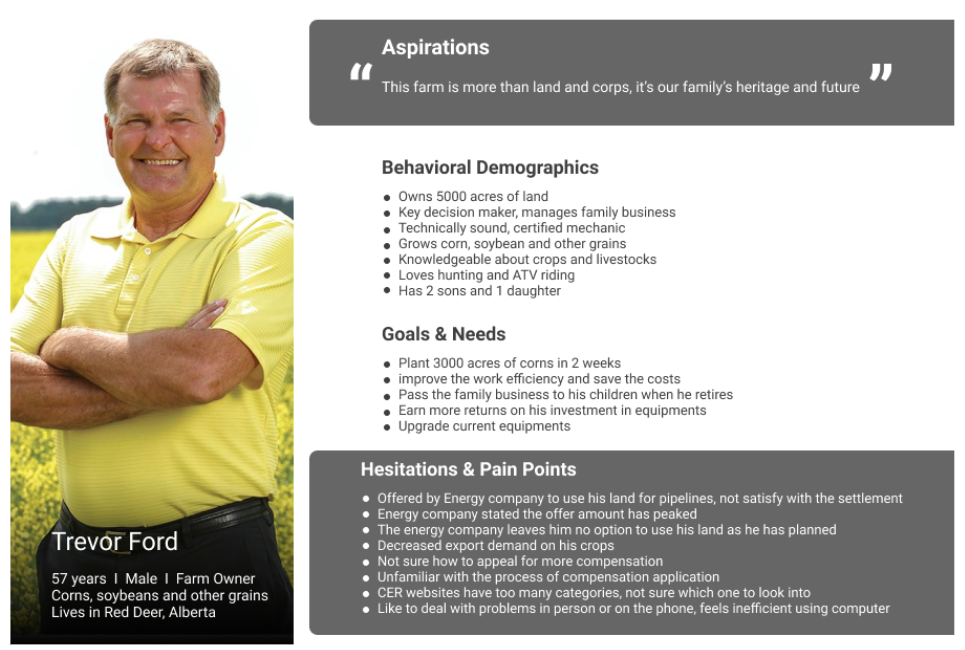 Aspirations
“ This farm is more than land and corps, it’s our family’s heritage and future ”
Behavioral Demographics
● Owns 5000 acres of land
● Key decision maker, manages family business
● Technically sound, certified mechanic
● Grows corn, soybean and other grains
● Knowledgeable about crops and livestocks
● Loves hunting and ATV riding
● Has 2 sons and 1 daughter
Goals & Needs
● Plant 3000 acres of corns in 2 weeks
● improve the work efficiency and save the costs
● Pass the family business to his children when he retires
● Earn more returns on his investment in equipments
● Upgrade current equipments
Hesitations & Pain Points
● Offered by Energy company to use his land for pipelines, not satisfy with the settlement
● Energy company stated the offer amount has peaked
● The energy company leaves him no option to use his land as he has planned
● Decreased export demand on his crops
● Not sure how to appeal for more compensation
● Unfamiliar with the process of compensation application
● CER websites have too many categories, not sure which one to look into
● Like to deal with problems in person or on the phone, feels inefficient using computer
Trevor Ford
57 years I Male I Farm Owner
Corns, soybeans and other grains
Lives in Red Deer, Alberta